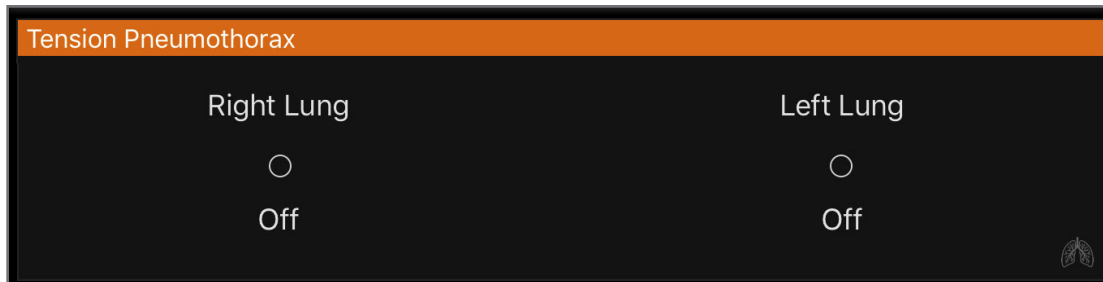 Tension Pneumothorax
Right Lung
Left Lung
Off
Off